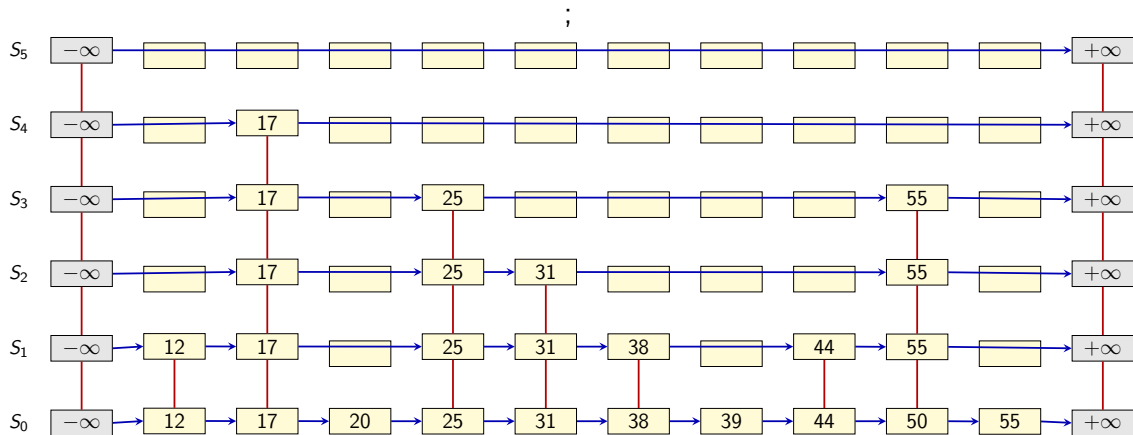 ;
S₅ −∞ +∞
S₄ −∞ 17 +∞
S₃ −∞ 17 25 55 +∞
S₂ −∞ 17 25 31 55 +∞
S₁ −∞ 12 17 25 31 38 44 55 +∞
S₀ −∞ 12 17 20 25 31 38 39 44 50 55 +∞